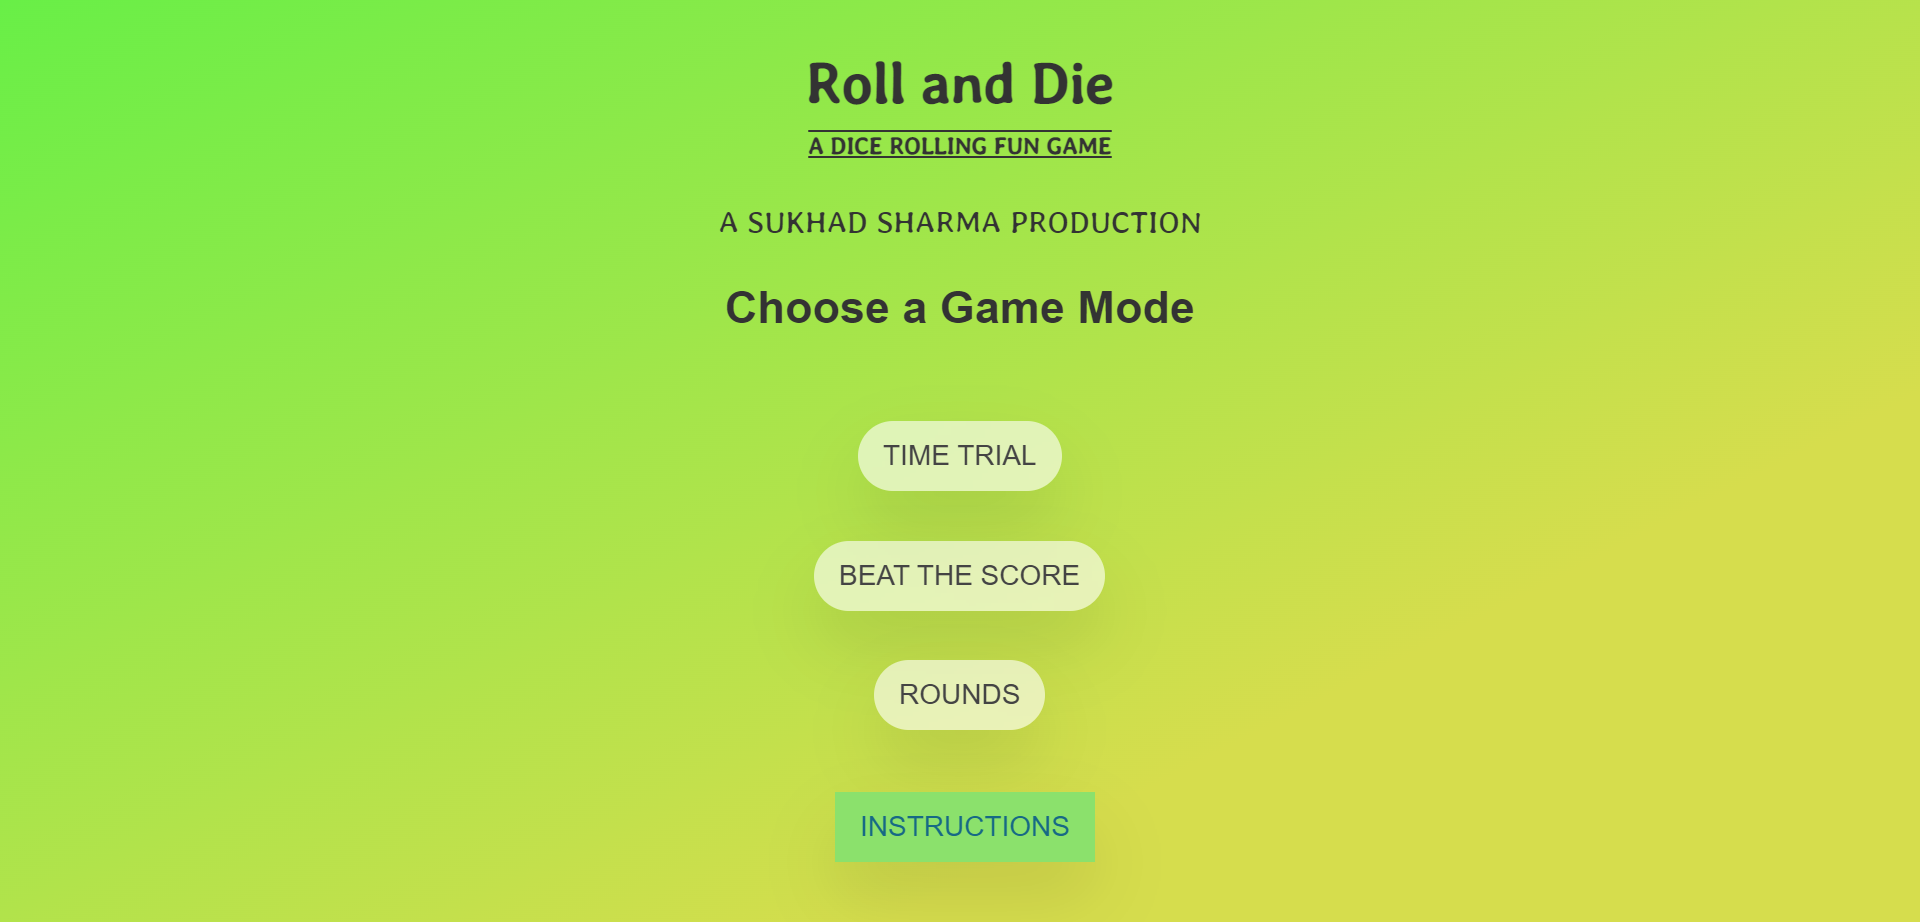 Roll and Die
A DICE ROLLING FUN GAME
A SUKHAD SHARMA PRODUCTION
Choose a Game Mode
TIME TRIAL
BEAT THE SCORE
ROUNDS
INSTRUCTIONS